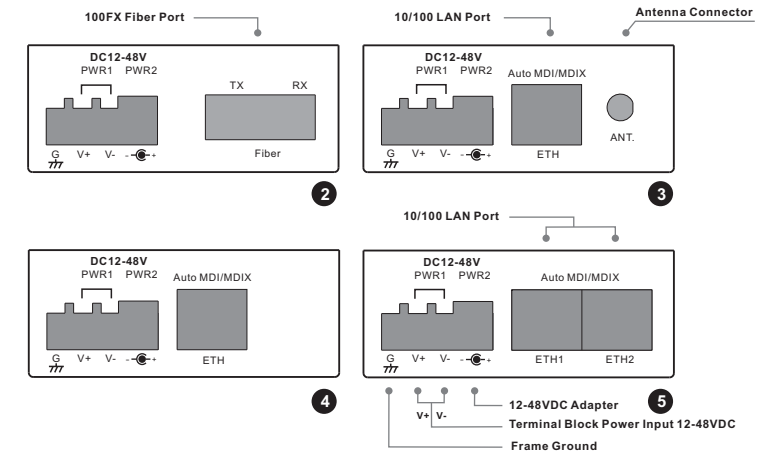 100FX Fiber Port
10/100 LAN Port
Antenna Connector
DC12-48V
PWR1 PWR2
TX RX
G V+ V- - +
Fiber
2
DC12-48V
PWR1 PWR2
Auto MDI/MDIX
G V+ V- - +
ETH
ANT.
3
10/100 LAN Port
DC12-48V
PWR1 PWR2
Auto MDI/MDIX
G V+ V- - +
ETH
4
DC12-48V
PWR1 PWR2
Auto MDI/MDIX
G V+ V- - +
ETH1 ETH2
5
V+ V-
12-48VDC Adapter
Terminal Block Power Input 12-48VDC
Frame Ground